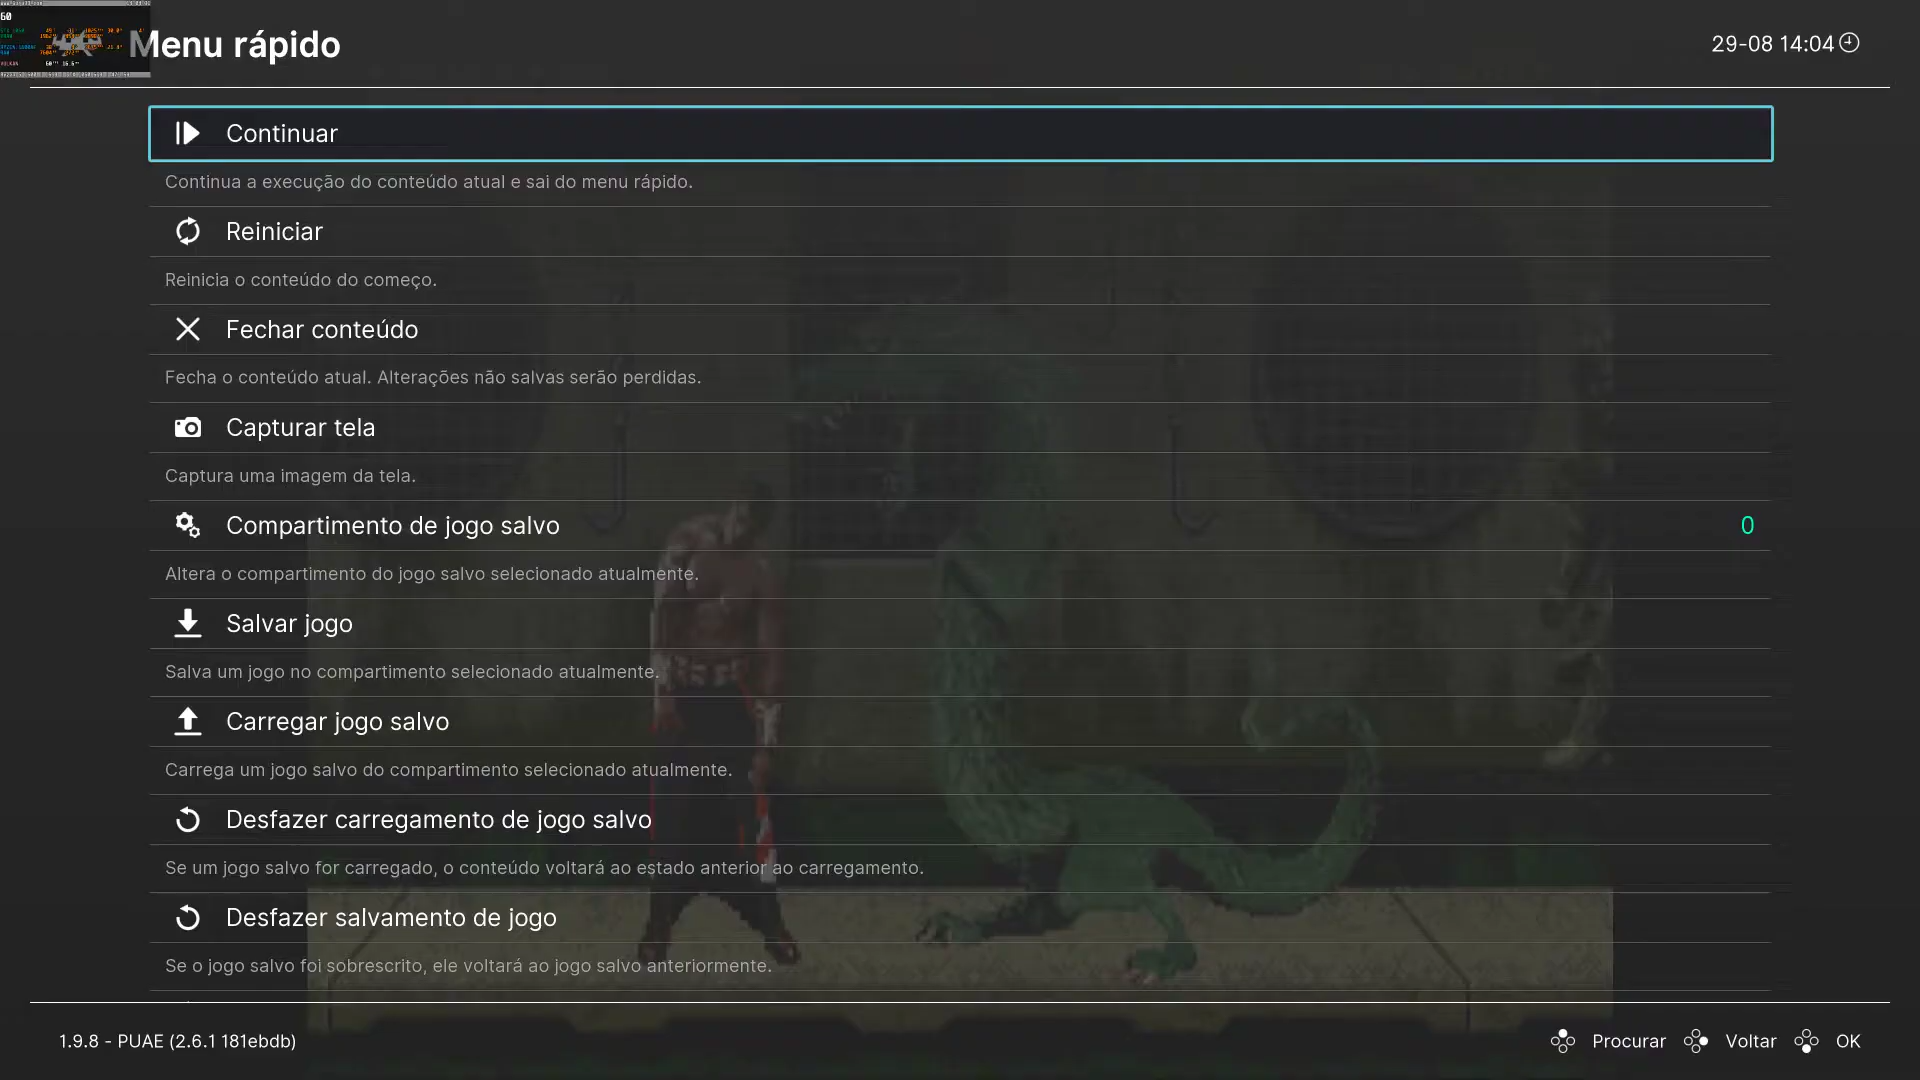 60
Menu rápido
29-08 14:04
Continuar
Continua a execução do conteúdo atual e sai do menu rápido.
Reiniciar
Reinicia o conteúdo do começo.
Fechar conteúdo
Fecha o conteúdo atual. Alterações não salvas serão perdidas.
Capturar tela
Captura uma imagem da tela.
Compartimento de jogo salvo
0
Altera o compartimento do jogo salvo selecionado atualmente.
Salvar jogo
Salva um jogo no compartimento selecionado atualmente.
Carregar jogo salvo
Carrega um jogo salvo do compartimento selecionado atualmente.
Desfazer carregamento de jogo salvo
Se um jogo salvo for carregado, o conteúdo voltará ao estado anterior ao carregamento.
Desfazer salvamento de jogo
Se o jogo salvo foi sobrescrito, ele voltará ao jogo salvo anteriormente.
1.9.8 - PUAE (2.6.1 181ebdb)
Procurar Voltar OK